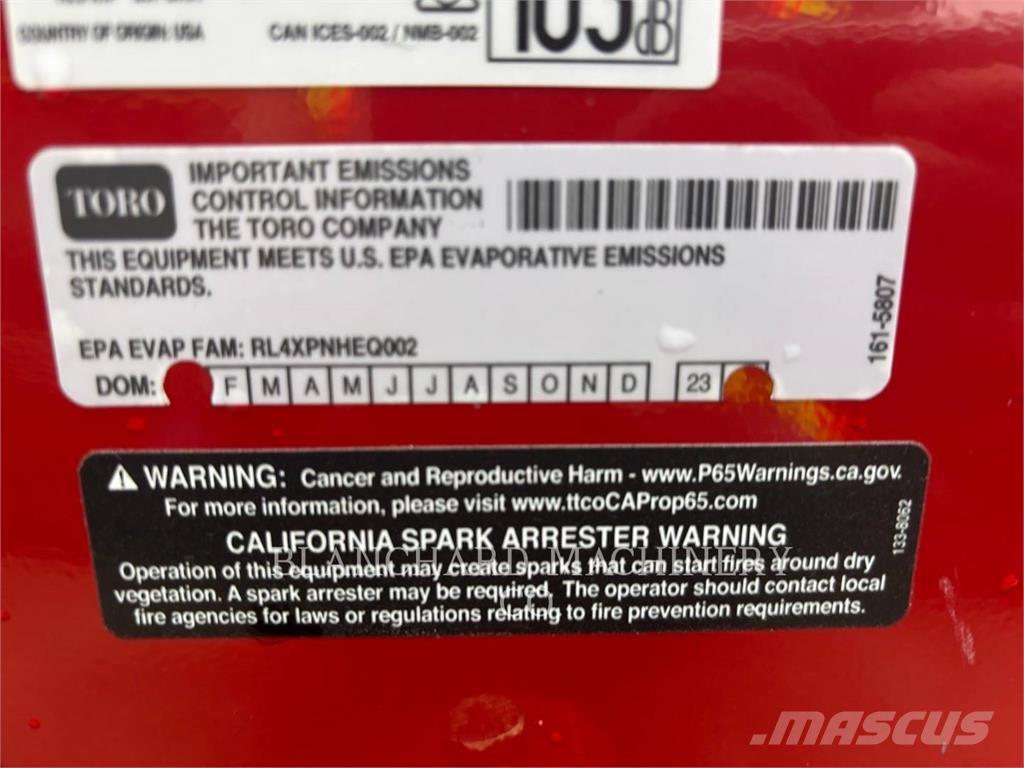 COUNTRY OF ORIGIN: USA
CAN ICES-002 / NMB-002
105 dB
TORO
IMPORTANT EMISSIONS
CONTROL INFORMATION
THE TORO COMPANY
THIS EQUIPMENT MEETS U.S. EPA EVAPORATIVE EMISSIONS
STANDARDS.
EPA EVAP FAM: RL4XPNHEQ002
DOM: F M A M J J A S O N D 23
161-5807
WARNING: Cancer and Reproductive Harm - www.P65Warnings.ca.gov.
For more information, please visit www.ttcoCAProp65.com
CALIFORNIA SPARK ARRESTER WARNING
Operation of this equipment may create sparks that can start fires around dry
vegetation. A spark arrester may be required. The operator should contact local
fire agencies for laws or regulations relating to fire prevention requirements.
133-8062
BLANCHARD MACHINERY
CO.
MASCUS